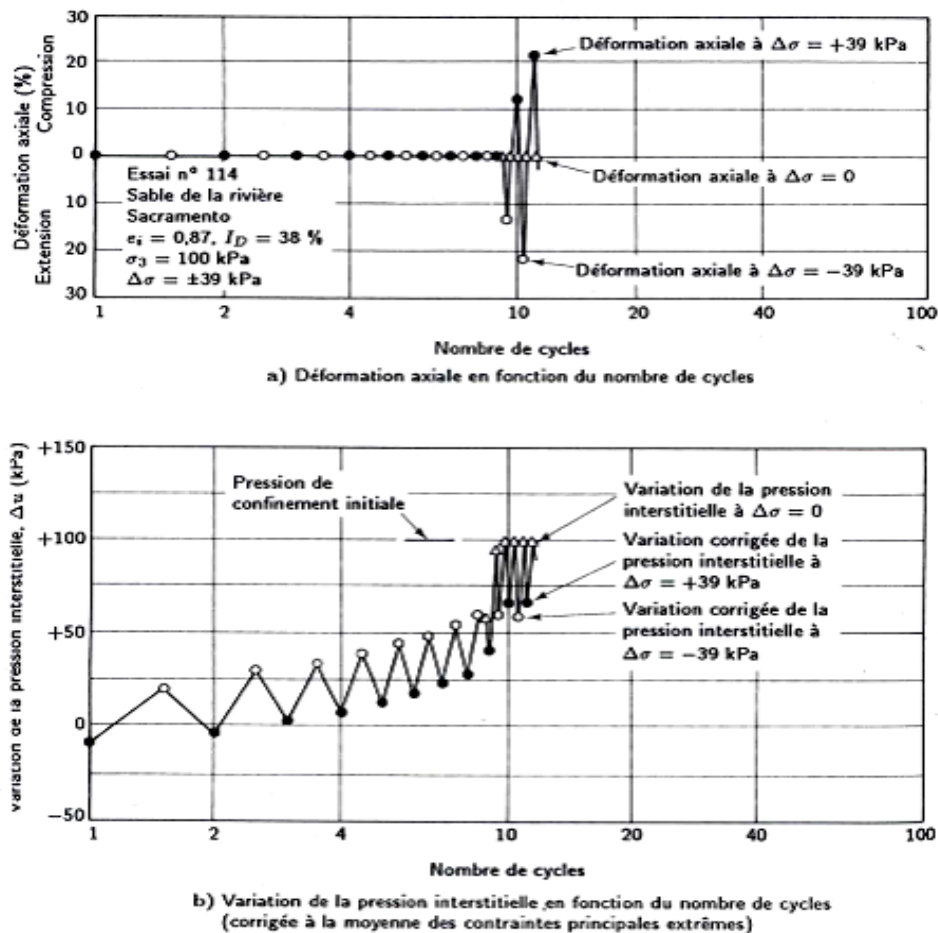 30
20
10
0
10
20
30
Déformation axiale (%)
Extension Compression
Déformation axiale à Δσ = +39 kPa
Déformation axiale à Δσ = 0
Déformation axiale à Δσ = −39 kPa
Essai n° 114
Sable de la rivière
Sacramento
e_i = 0,87, I_D = 38 %
σ_3 = 100 kPa
Δσ = ±39 kPa
1 2 4 10 20 40 100
Nombre de cycles
a) Déformation axiale en fonction du nombre de cycles
+150
+100
+50
0
−50
variation de la pression interstitielle, Δu (kPa)
Pression de
confinement initiale
Variation de la pression
interstitielle à Δσ = 0
Variation corrigée de la
pression interstitielle à
Δσ = +39 kPa
Variation corrigée de la
pression interstitielle à
Δσ = −39 kPa
1 2 4 10 20 40 100
Nombre de cycles
b) Variation de la pression interstitielle en fonction du nombre de cycles
(corrigée à la moyenne des contraintes principales extrêmes)